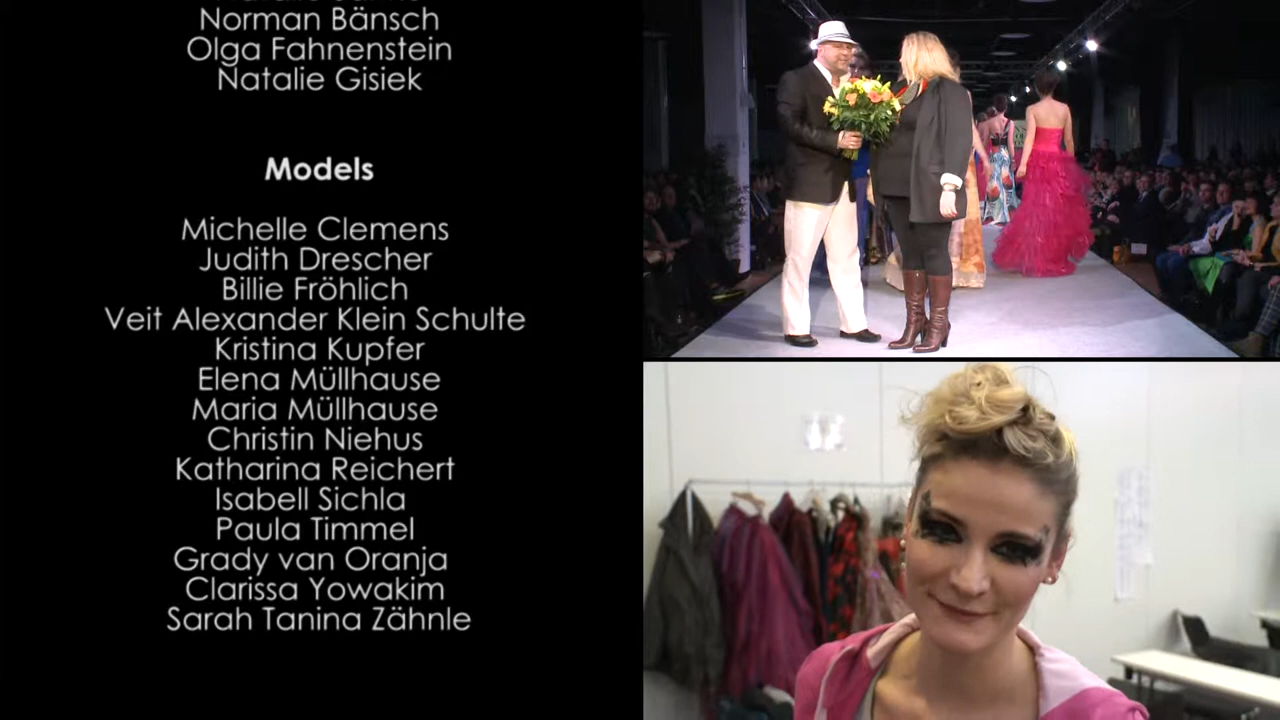 Norman Bänsch
Olga Fahnenstein
Natalie Gisiek
Models
Michelle Clemens
Judith Drescher
Billie Fröhlich
Veit Alexander Klein Schulte
Kristina Kupfer
Elena Müllhause
Maria Müllhause
Christin Niehus
Katharina Reichert
Isabell Sichla
Paula Timmel
Grady van Oranja
Clarissa Yowakim
Sarah Tanina Zähnle